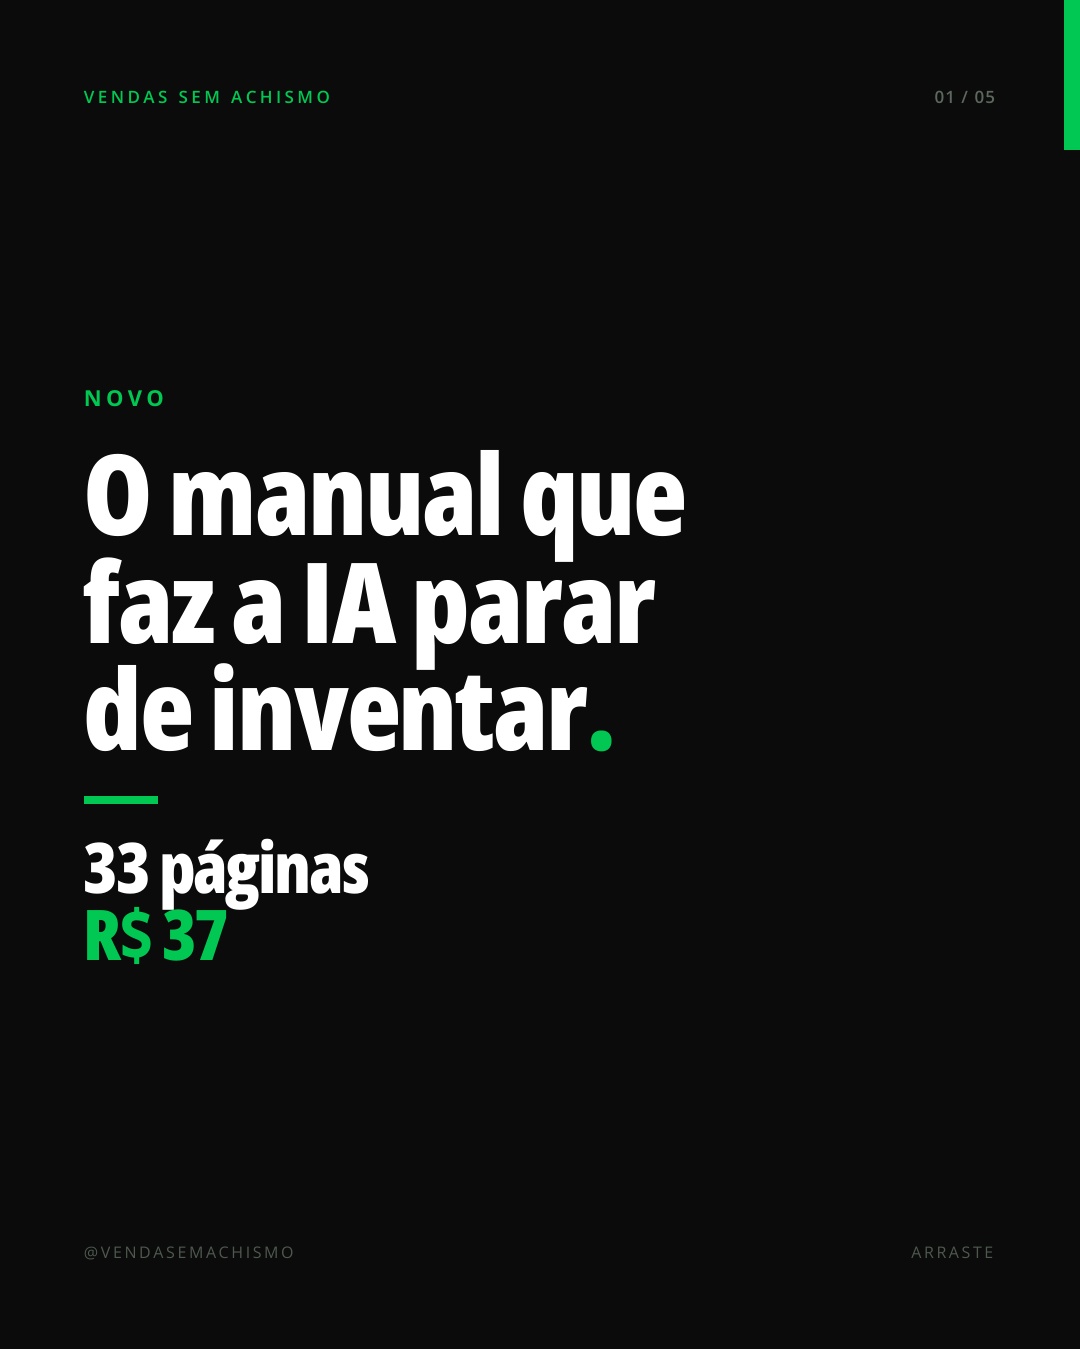 VENDAS SEM ACHISMO
01 / 05
NOVO
O manual que
faz a IA parar
de inventar.
33 páginas
R$ 37
@VENDASEMACHISMO
ARRASTE